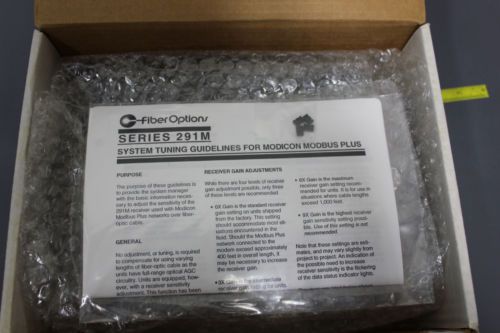 FiberOptions
SERIES 291M
SYSTEM TUNING GUIDELINES FOR MODICON MODBUS PLUS
PURPOSE
The purpose of these guidelines is
to provide the system manager
with the basic information neces-
sary to adjust the sensitivity of the
291M receiver used with Modicon
Modbus Plus networks over fiber-
optic cable.
GENERAL
No adjustment, or tuning, is required
to compensate for using varying
lengths of fiber-optic cable as the
units have full-range optical AGC
circuitry. Units are equipped, how-
ever, with a receiver sensitivity
adjustment. This function has been
RECEIVER GAIN ADJUSTMENTS
While there are four levels of receiver
gain adjustment possible, only three
of these levels are recommended:
• 0X Gain is the standard receiver
gain setting on units shipped
from the factory. This setting
should accommodate most all
situations encountered in the
field. Should the Modbus Plus
network connected to the
modem exceed approximately
400 feet in overall length, it
may be necessary to increase
the receiver gain.
Gain is the intermediate
receiver gain setting for units
• 6X Gain is the maximum
receiver gain setting recom-
mended for units. It is for use in
situations where cable lengths
exceed 1,000 feet.
• 9X Gain is the highest receiver
gain sensitivity setting possi-
ble. Use of this setting is not
recommended
Note that these settings are esti-
mates, and may vary slightly from
project to project. An indication of
the possible need to increase
receiver sensitivity is the flickering
of the data status indicator lights.